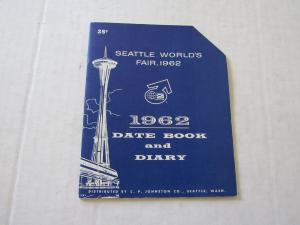 25¢
SEATTLE WORLD'S
FAIR, 1962
1962
DATE BOOK
and
DIARY
DISTRIBUTED BY C. P. JOHNSTON CO., SEATTLE, WASH.